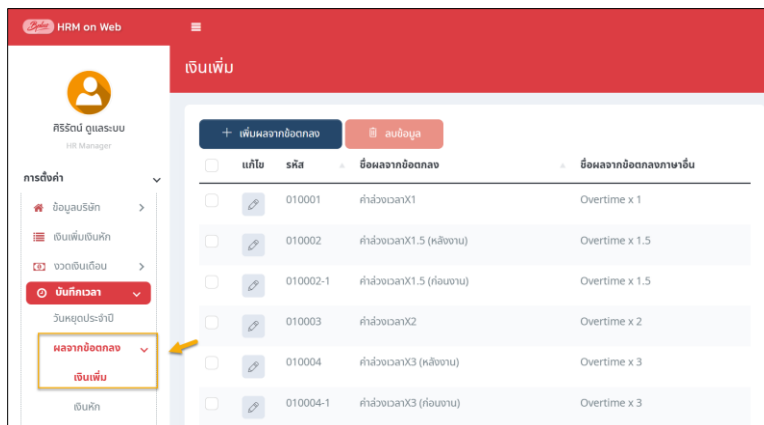 Bplus HRM on Web
เงินเพิ่ม
ศิริรัตน์ ดูแลระบบ
HR Manager
การตั้งค่า
ข้อมูลบริษัท
เงินเพิ่มเงินหัก
งวดเงินเดือน
บันทึกเวลา
วันหยุดประจำปี
ผลจากข้อตกลง
เงินเพิ่ม
เงินหัก
+ เพิ่มผลจากข้อตกลง ลบข้อมูล
แก้ไข รหัส ชื่อผลจากข้อตกลง ชื่อผลจากข้อตกลงภาษาอื่น
010001 ค่าล่วงเวลาX1 Overtime x 1
010002 ค่าล่วงเวลาX1.5 (หลังงาน) Overtime x 1.5
010002-1 ค่าล่วงเวลาX1.5 (ก่อนงาน) Overtime x 1.5
010003 ค่าล่วงเวลาX2 Overtime x 2
010004 ค่าล่วงเวลาX3 (หลังงาน) Overtime x 3
010004-1 ค่าล่วงเวลาX3 (ก่อนงาน) Overtime x 3